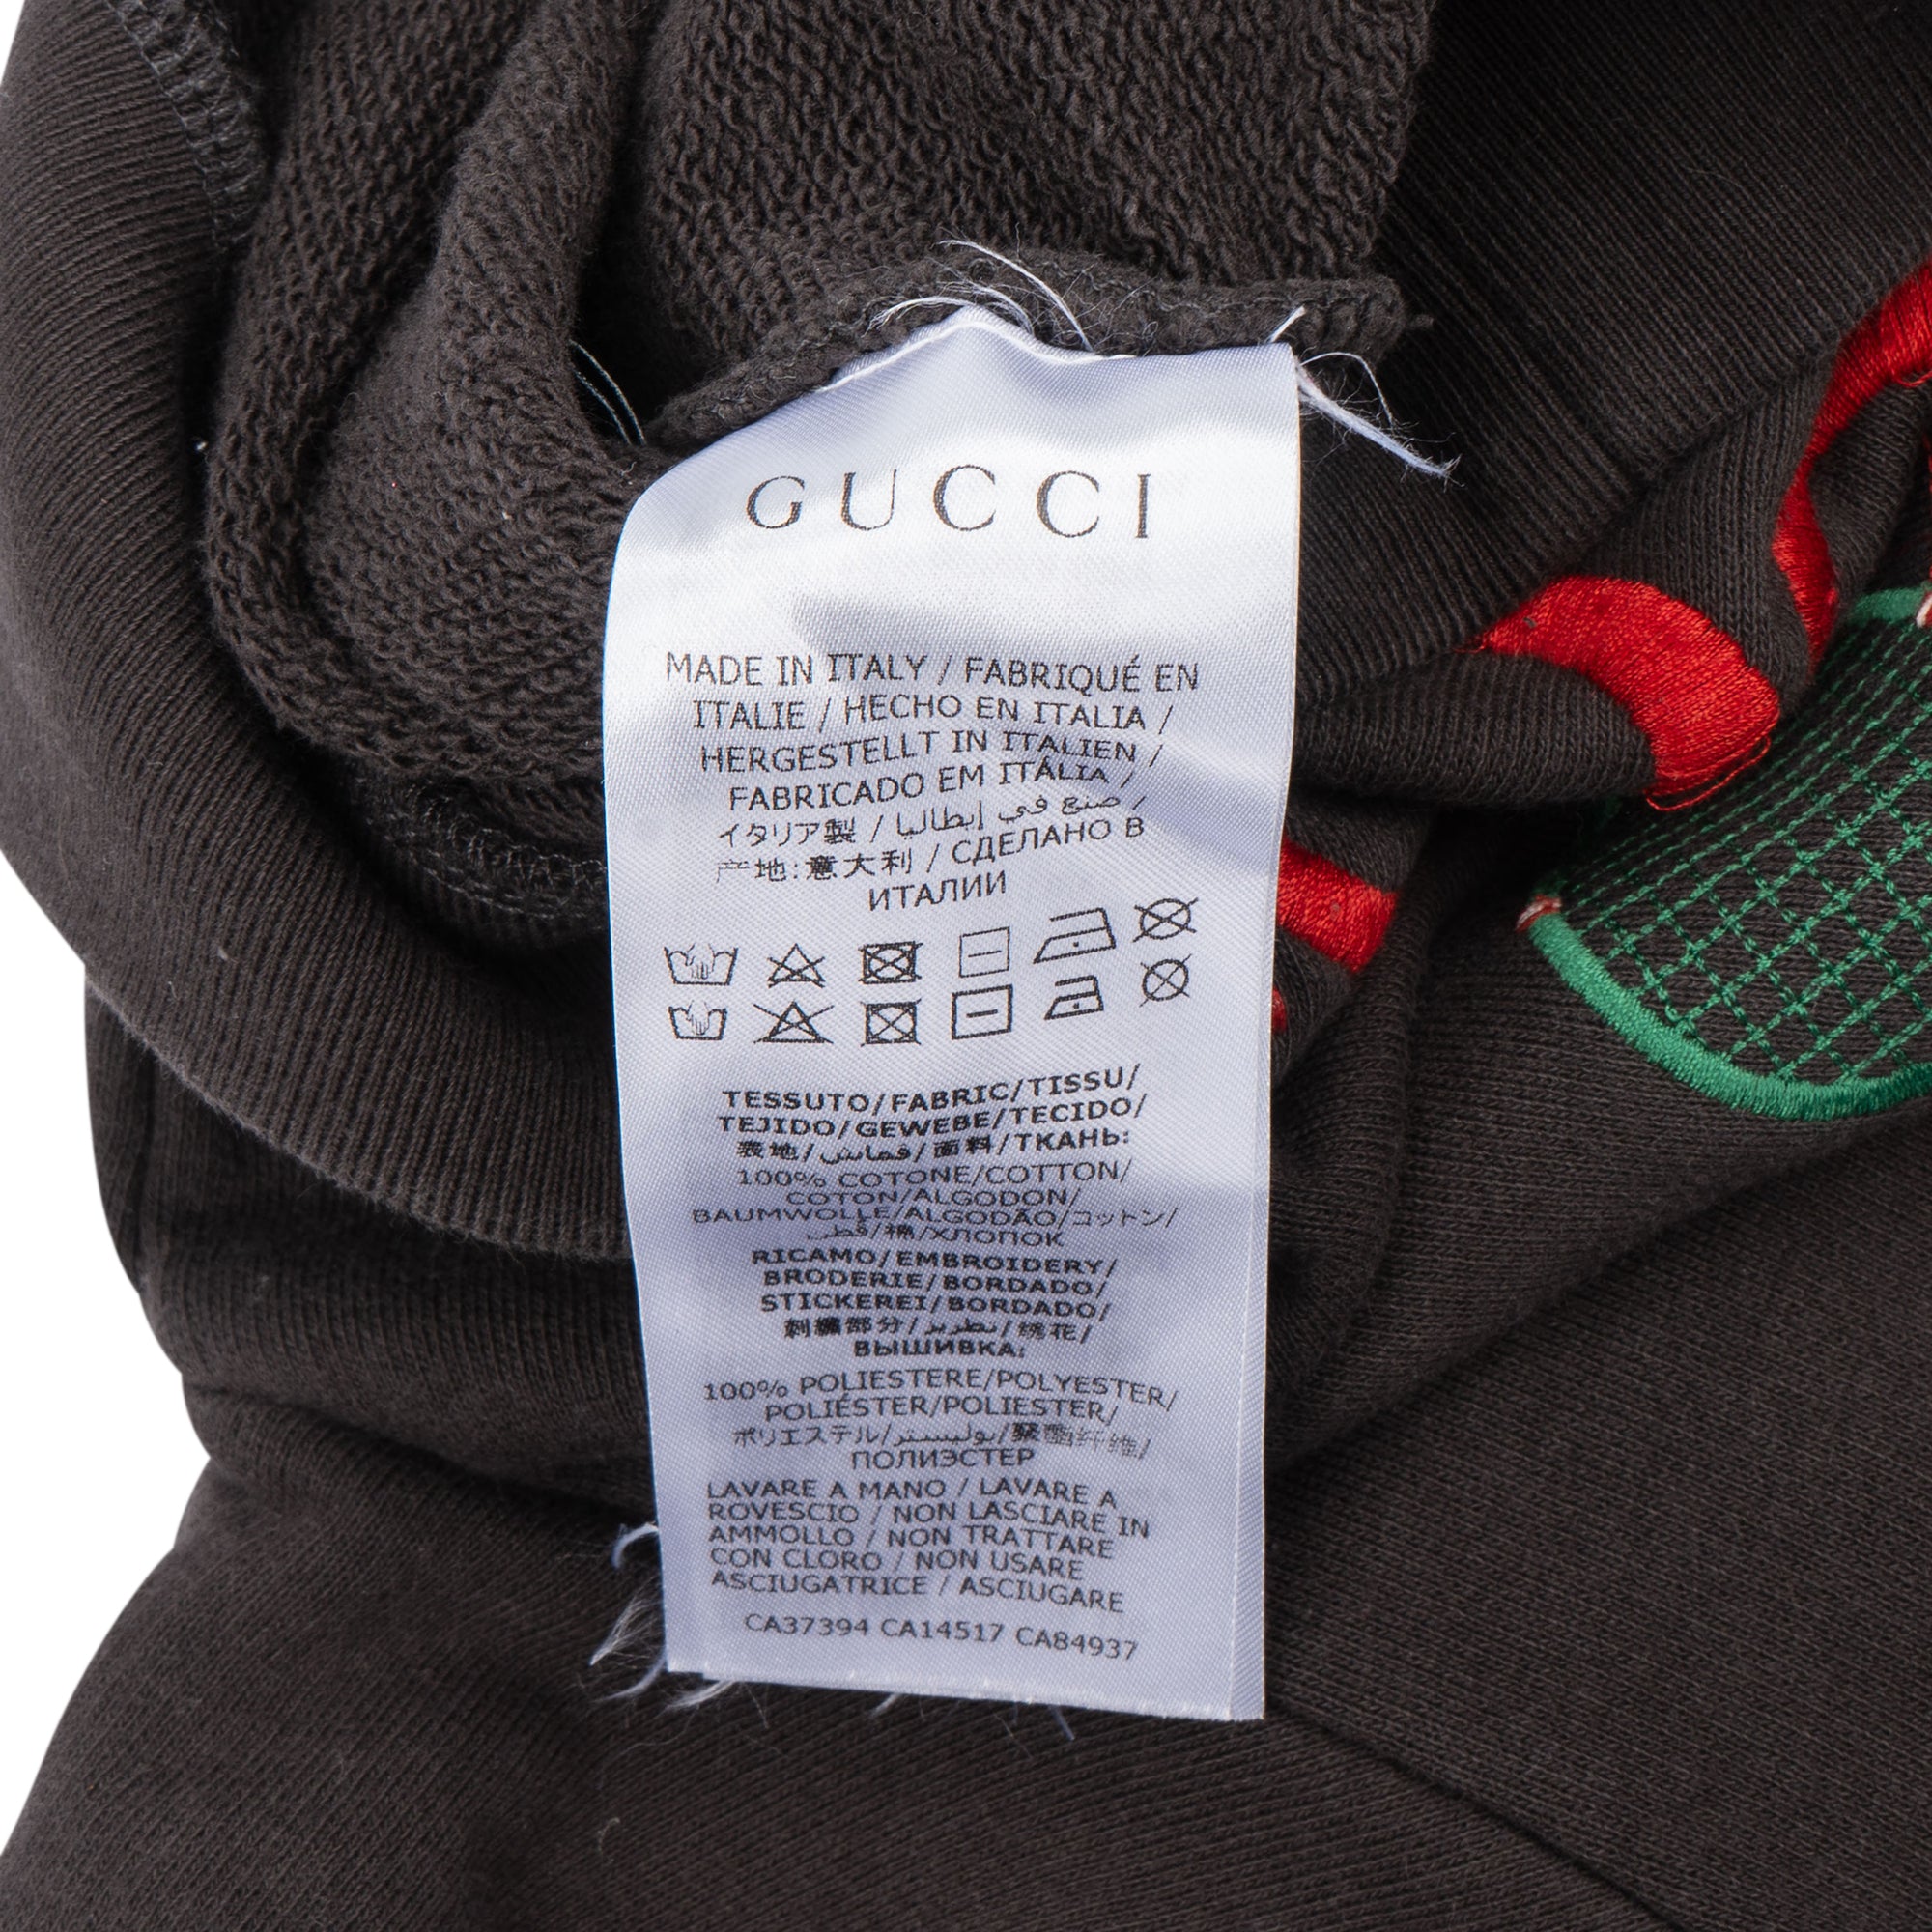 GUCCI
MADE IN ITALY / FABRIQUÉ EN
ITALIE / HECHO EN ITALIA /
HERGESTELLT IN ITALIEN /
FABRICADO EM ITÁLIA /
イタリア製 / صنع في إيطاليا /
产地:意大利 / СДЕЛАНО В
ИТАЛИИ
TESSUTO/FABRIC/TISSU/
TEJIDO/GEWEBE/TECIDO/
表地/قماش/面料/ТКАНЬ:
100% COTONE/COTTON/
COTON/ALGODON/
BAUMWOLLE/ALGODÃO/コットン/
قطن/棉/ХЛОПОК
RICAMO/EMBROIDERY/
BRODERIE/BORDADO/
STICKEREI/BORDADO/
刺繍部分/تطريز/绣花/
ВЫШИВКА:
100% POLIESTERE/POLYESTER/
POLIÉSTER/POLIESTER/
ポリエステル/بوليستر/聚酯纤维/
ПОЛИЭСТЕР
LAVARE A MANO / LAVARE A
ROVESCIO / NON LASCIARE IN
AMMOLLO / NON TRATTARE
CON CLORO / NON USARE
ASCIUGATRICE / ASCIUGARE
CA37394 CA14517 CA84937